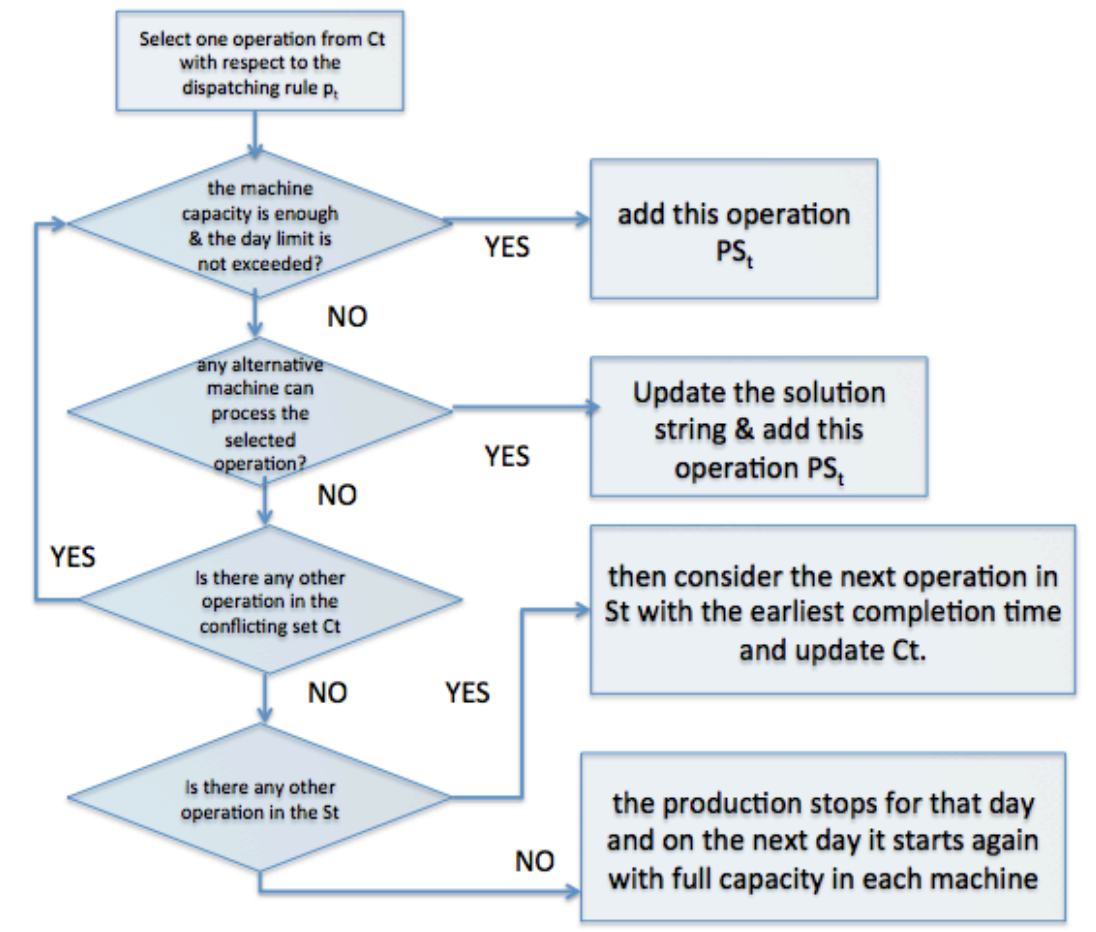 Select one operation from Ct
with respect to the
dispatching rule pt
the machine
capacity is enough
& the day limit is
not exceeded?
YES
add this operation
PSt
NO
any alternative
machine can
process the
selected
operation?
YES
Update the solution
string & add this
operation PSt
NO
YES
Is there any other
operation in the
conflicting set Ct
then consider the next operation in
St with the earliest completion time
and update Ct.
NO
YES
Is there any other
operation in the St
NO
the production stops for that day
and on the next day it starts again
with full capacity in each machine